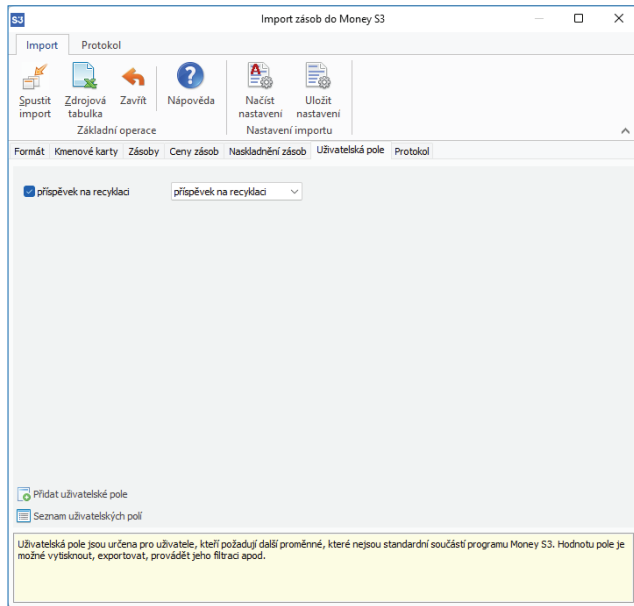 S3 Import zásob do Money S3
Import Protokol
Spustit import
Zdrojová tabulka
Zavřít
Nápověda
Načíst nastavení
Uložit nastavení
Základní operace
Nastavení importu
Formát Kmenové karty Zásoby Ceny zásob Naskladnění zásob Uživatelská pole Protokol
příspěvek na recyklaci příspěvek na recyklaci
Přidat uživatelské pole
Seznam uživatelských polí
Uživatelská pole jsou určena pro uživatele, kteří požadují další proměnné, které nejsou standardní součástí programu Money S3. Hodnotu pole je
možné vytisknout, exportovat, provádět jeho filtraci apod.